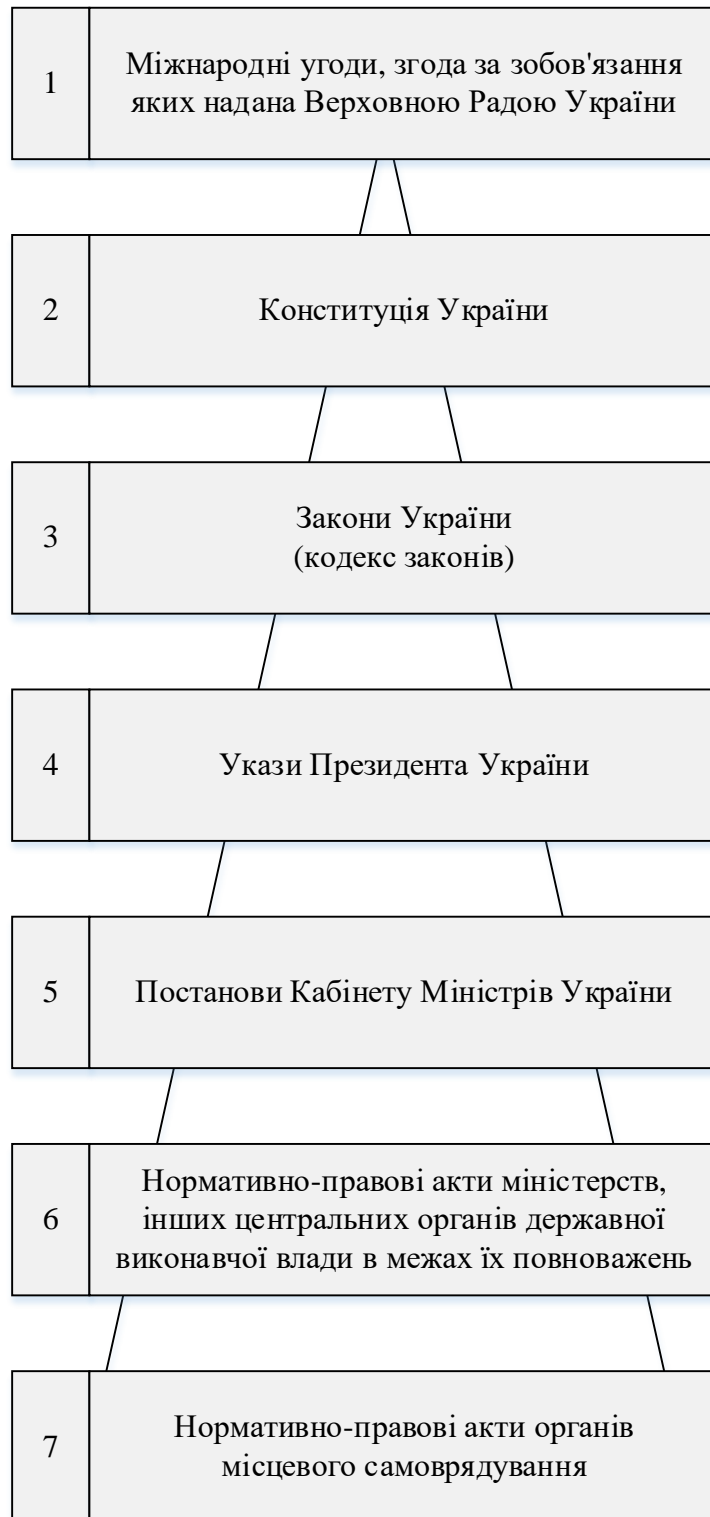 1
Міжнародні угоди, згода за зобов'язання
яких надана Верховною Радою України
2
Конституція України
3
Закони України
(кодекс законів)
4
Укази Президента України
5
Постанови Кабінету Міністрів України
6
Нормативно-правові акти міністерств,
інших центральних органів державної
виконавчої влади в межах їх повноважень
7
Нормативно-правові акти органів
місцевого самоврядування